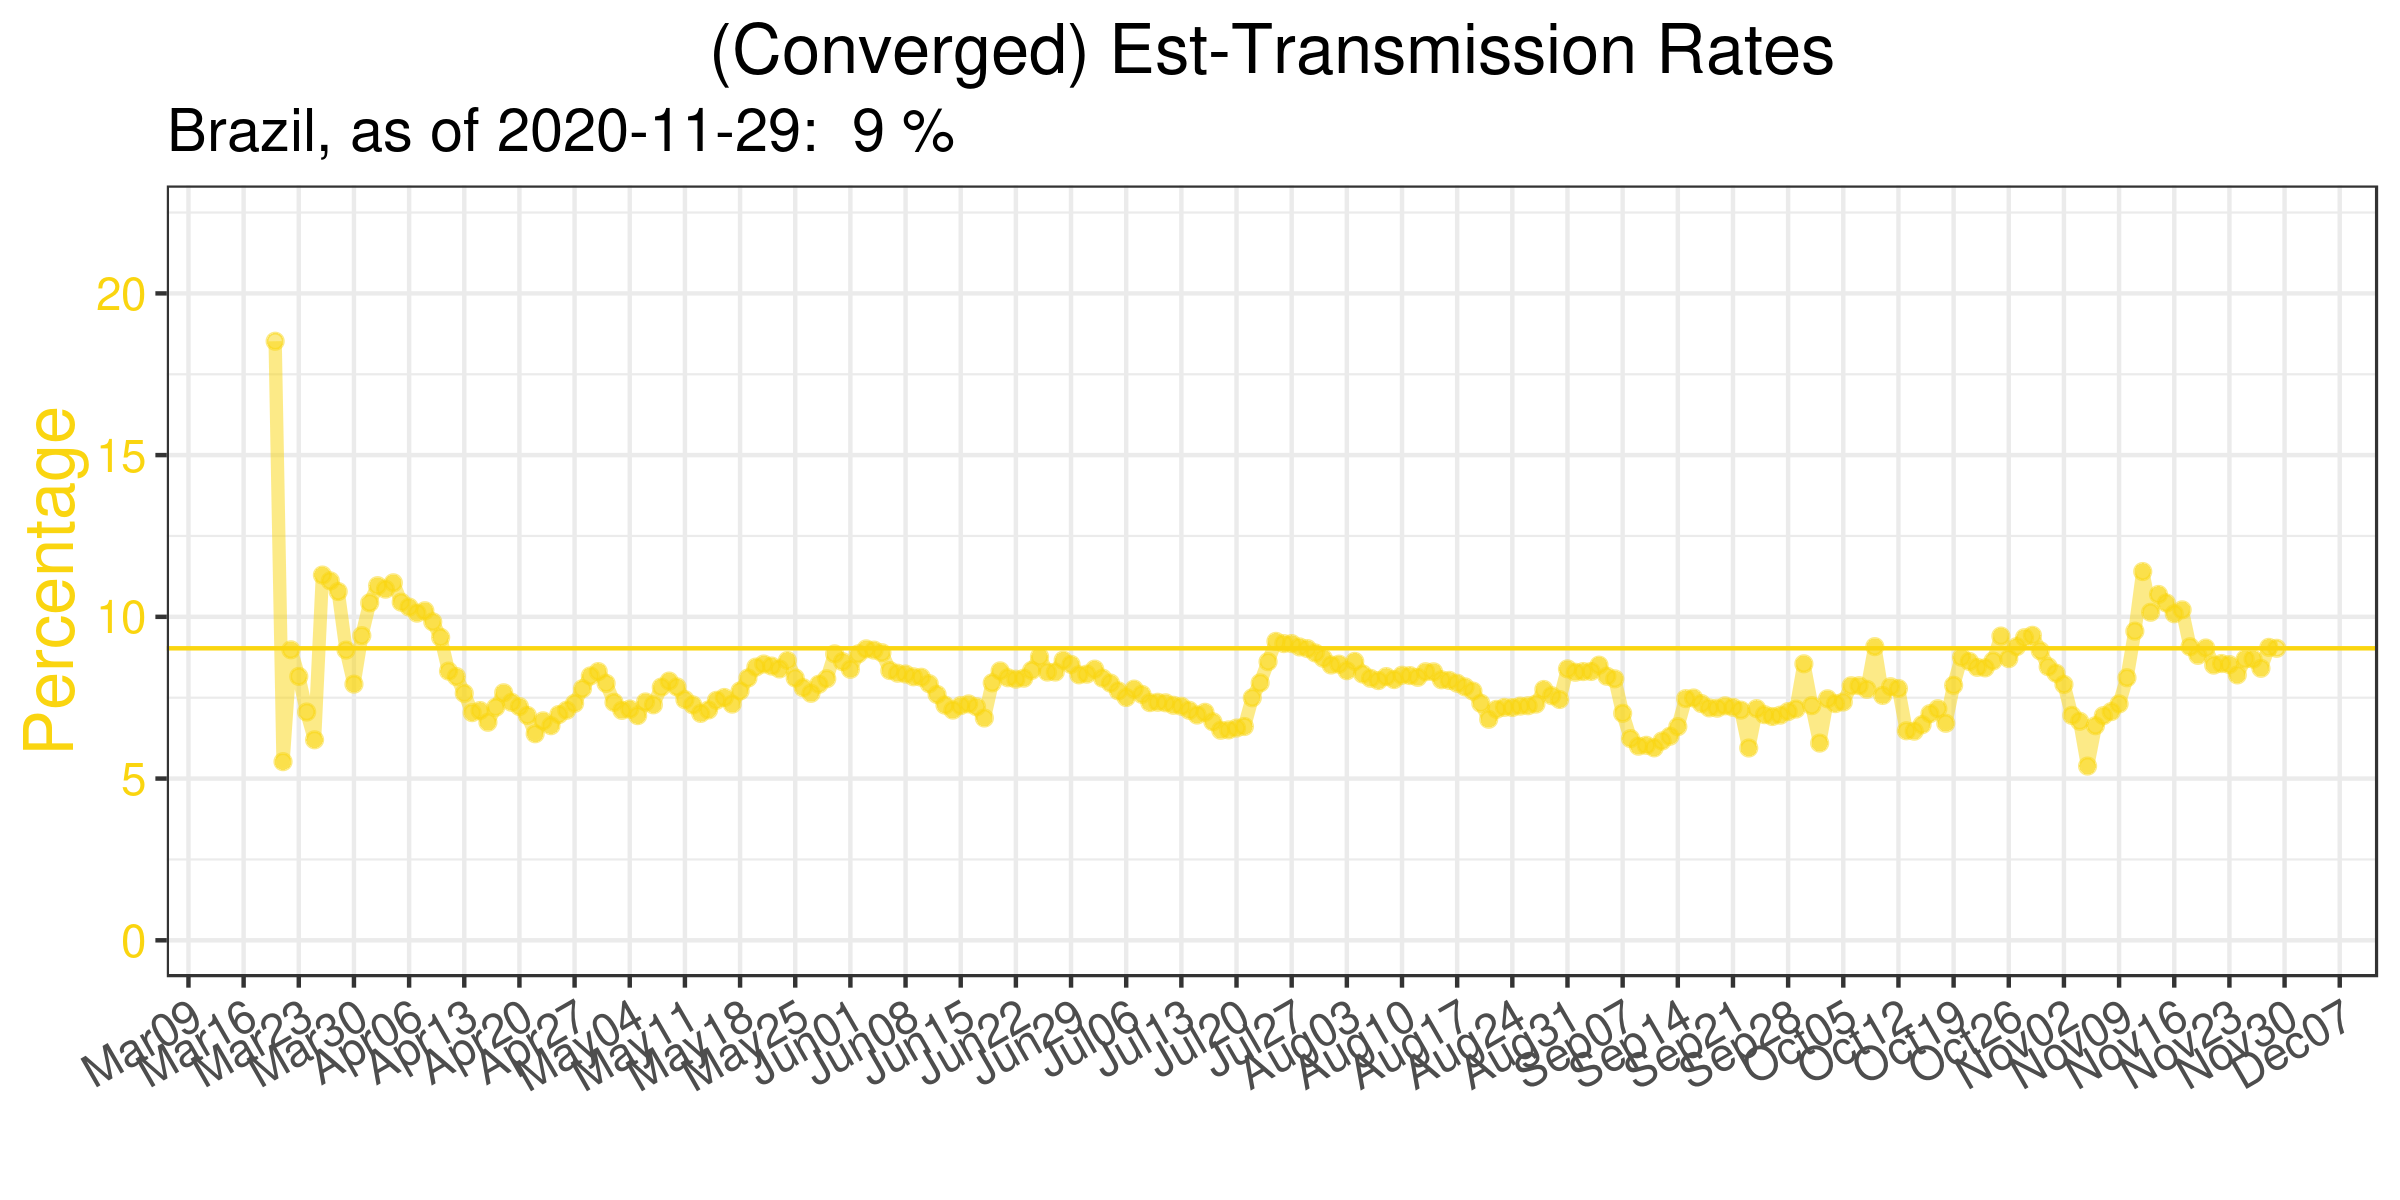 (Converged) Est-Transmission Rates
Brazil, as of 2020-11-29:  9 %
Percentage
20
15
10
5
0
Mar09
Mar16
Mar23
Mar30
Apr06
Apr13
Apr20
Apr27
May04
May11
May18
May25
Jun01
Jun08
Jun15
Jun22
Jun29
Jul06
Jul13
Jul20
Jul27
Aug03
Aug10
Aug17
Aug24
Aug31
Sep07
Sep14
Sep21
Sep28
Oct05
Oct12
Oct19
Oct26
Nov02
Nov09
Nov16
Nov23
Nov30
Dec07